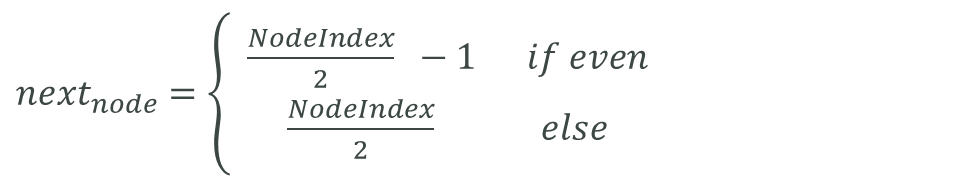 next_node = { NodeIndex/2 − 1 if even
NodeIndex/2 else